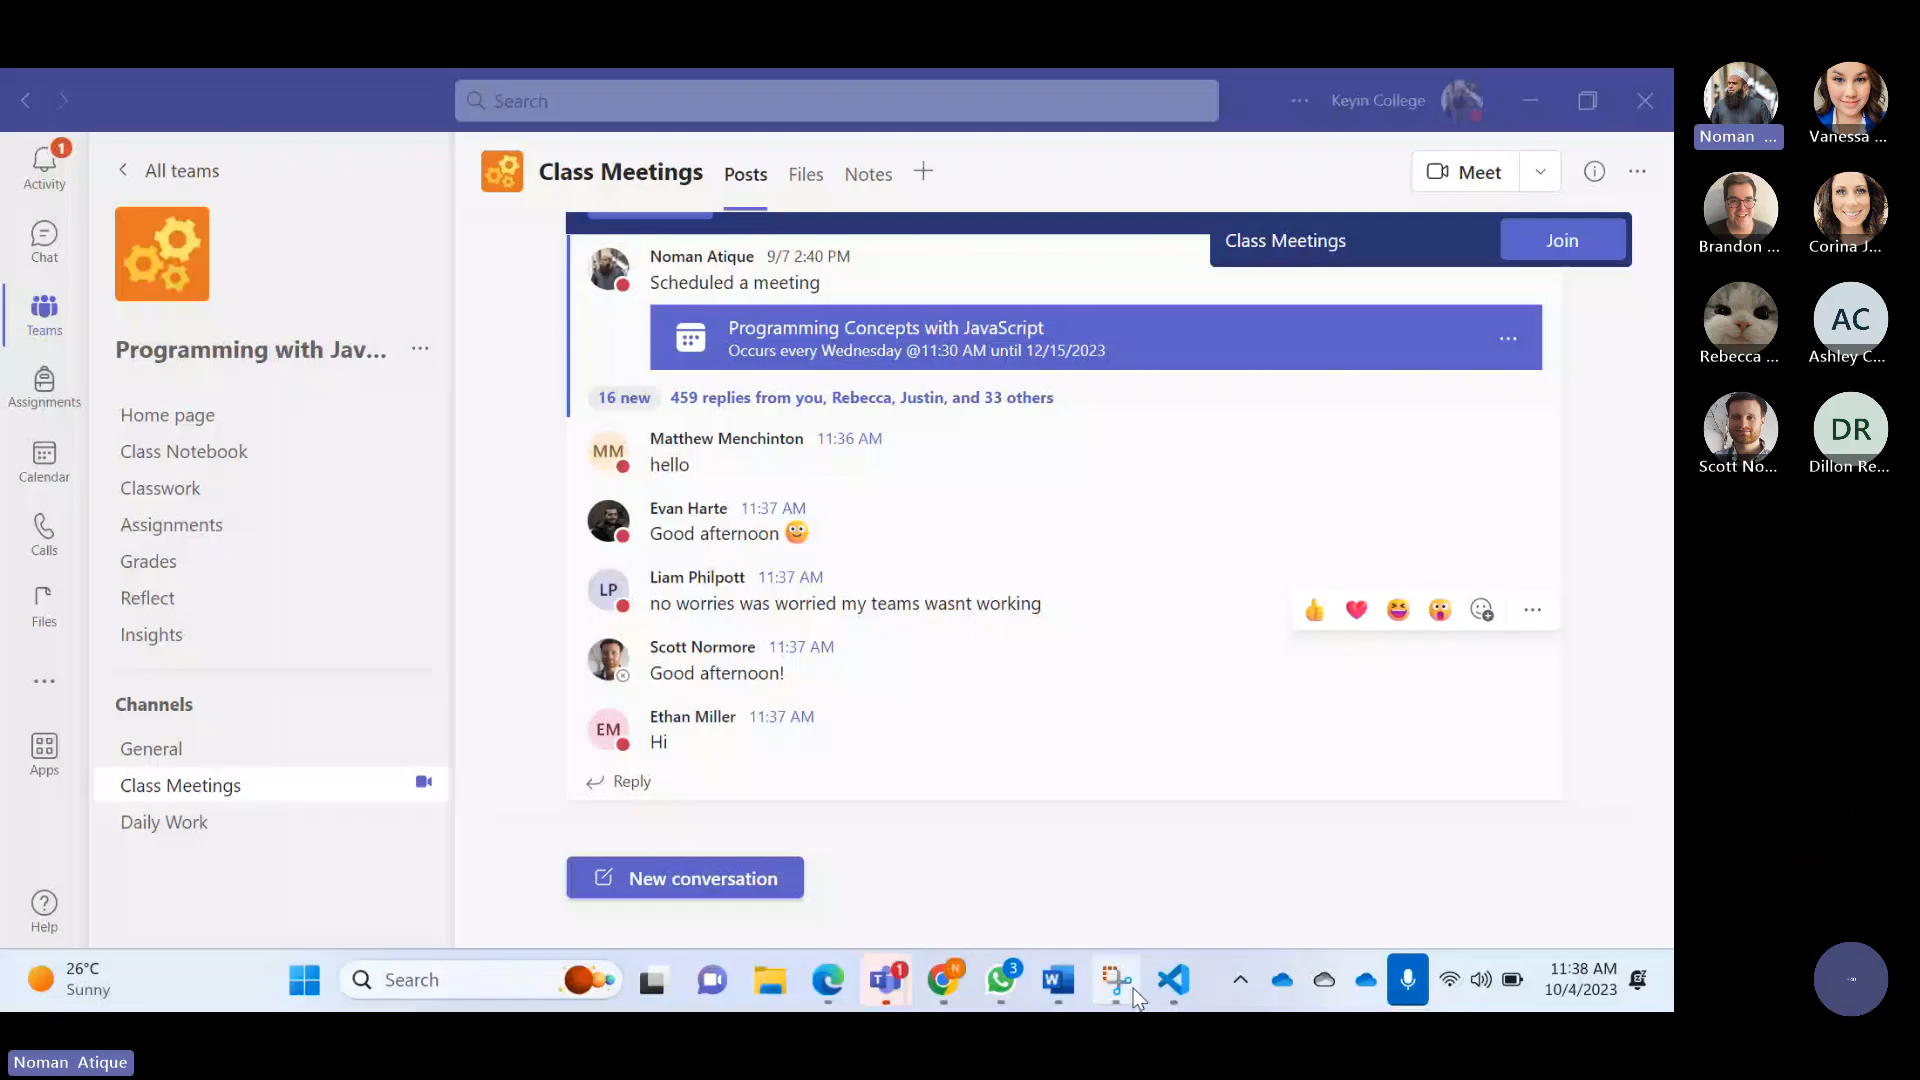 Search
Keyin College
1
Activity
Chat
Teams
Assignments
Calendar
Calls
Files
Apps
Help
All teams
Programming with Jav...
Home page
Class Notebook
Classwork
Assignments
Grades
Reflect
Insights
Channels
General
Class Meetings
Daily Work
Class Meetings
Posts
Files
Notes
Meet
Class Meetings
Join
Noman Atique 9/7 2:40 PM
Scheduled a meeting
Programming Concepts with JavaScript
Occurs every Wednesday @11:30 AM until 12/15/2023
16 new 459 replies from you, Rebecca, Justin, and 33 others
MM
Matthew Menchinton 11:36 AM
hello
Evan Harte 11:37 AM
Good afternoon
LP
Liam Philpott 11:37 AM
no worries was worried my teams wasnt working
Scott Normore 11:37 AM
Good afternoon!
EM
Ethan Miller 11:37 AM
Hi
Reply
New conversation
26°C
Sunny
Search
1
N
3
W
11:38 AM
10/4/2023
Noman ...
Vanessa ...
Brandon ...
Corina J...
Rebecca ...
AC
Ashley C...
Scott No...
DR
Dillon Re...
Noman Atique